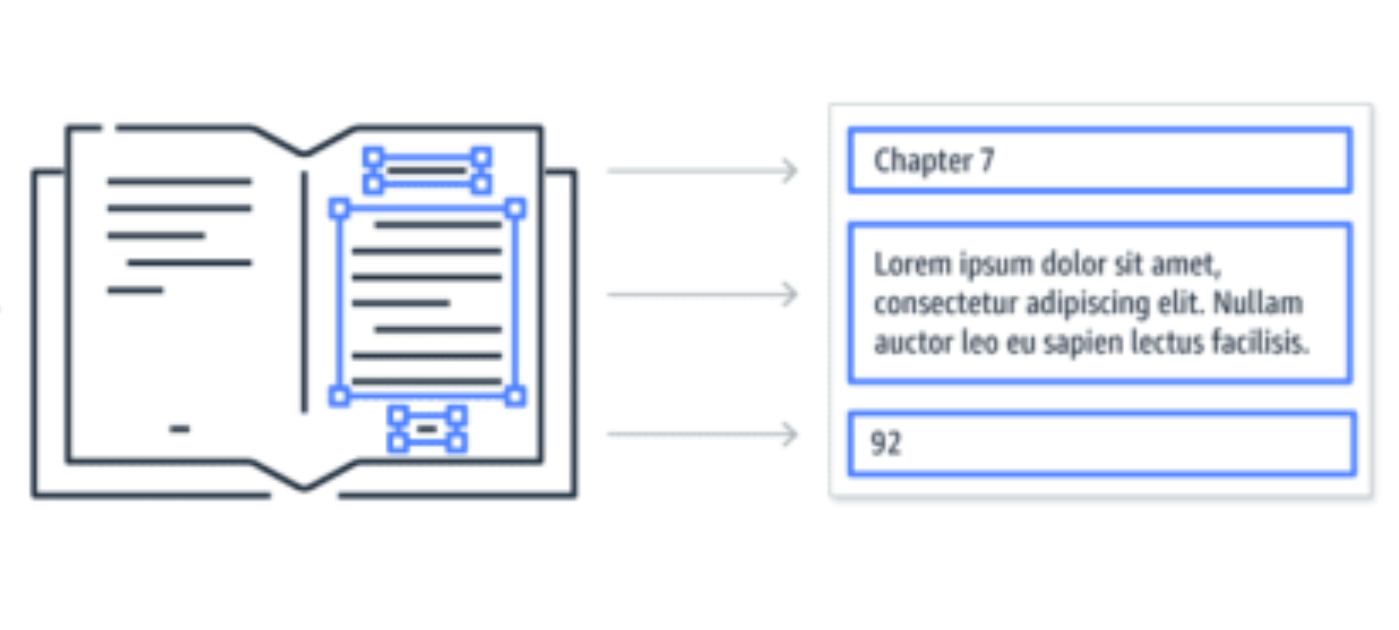 Chapter 7
Lorem ipsum dolor sit amet,
consectetur adipiscing elit. Nullam
auctor leo eu sapien lectus facilisis.
92